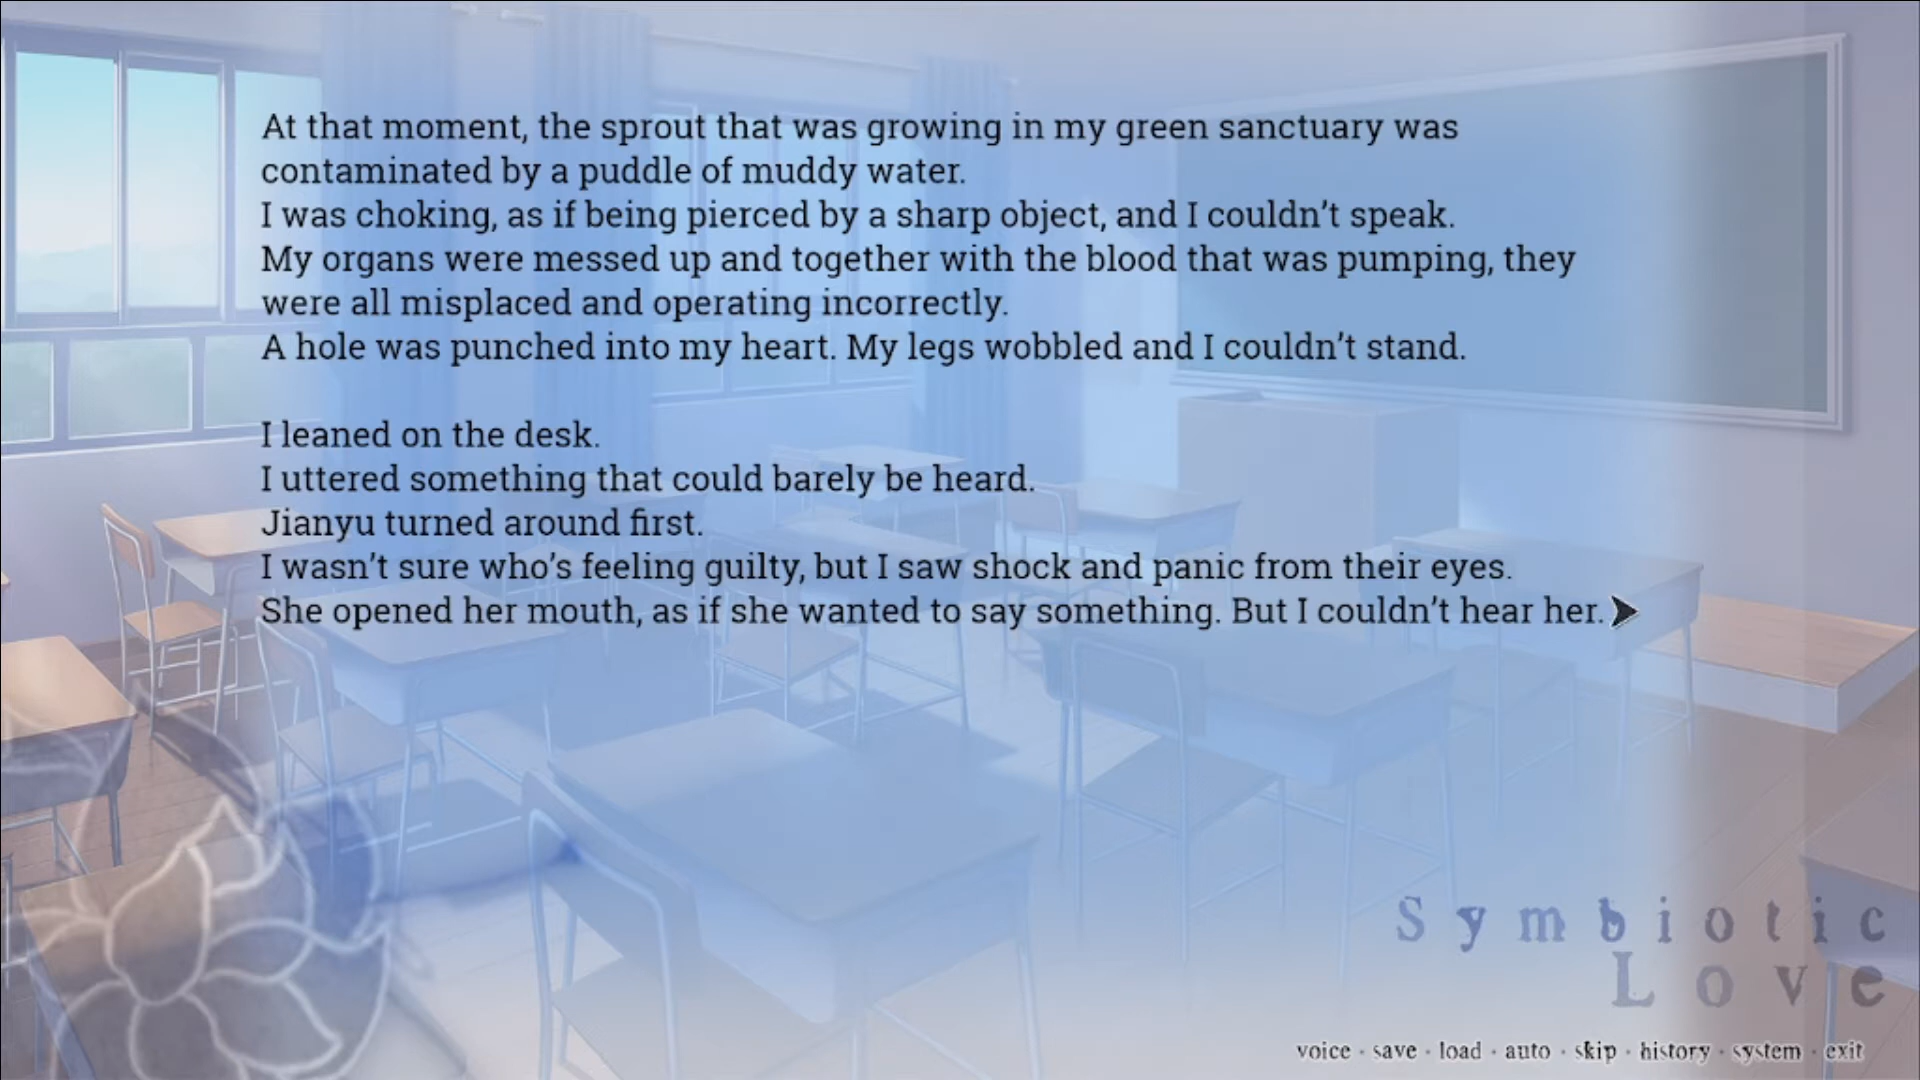 At that moment, the sprout that was growing in my green sanctuary was
contaminated by a puddle of muddy water.
I was choking, as if being pierced by a sharp object, and I couldn’t speak.
My organs were messed up and together with the blood that was pumping, they
were all misplaced and operating incorrectly.
A hole was punched into my heart. My legs wobbled and I couldn’t stand.
I leaned on the desk.
I uttered something that could barely be heard.
Jianyu turned around first.
I wasn’t sure who’s feeling guilty, but I saw shock and panic from their eyes.
She opened her mouth, as if she wanted to say something. But I couldn’t hear her.
Symbiotic
Love
voice · save · load · auto · skip · history · system · exit